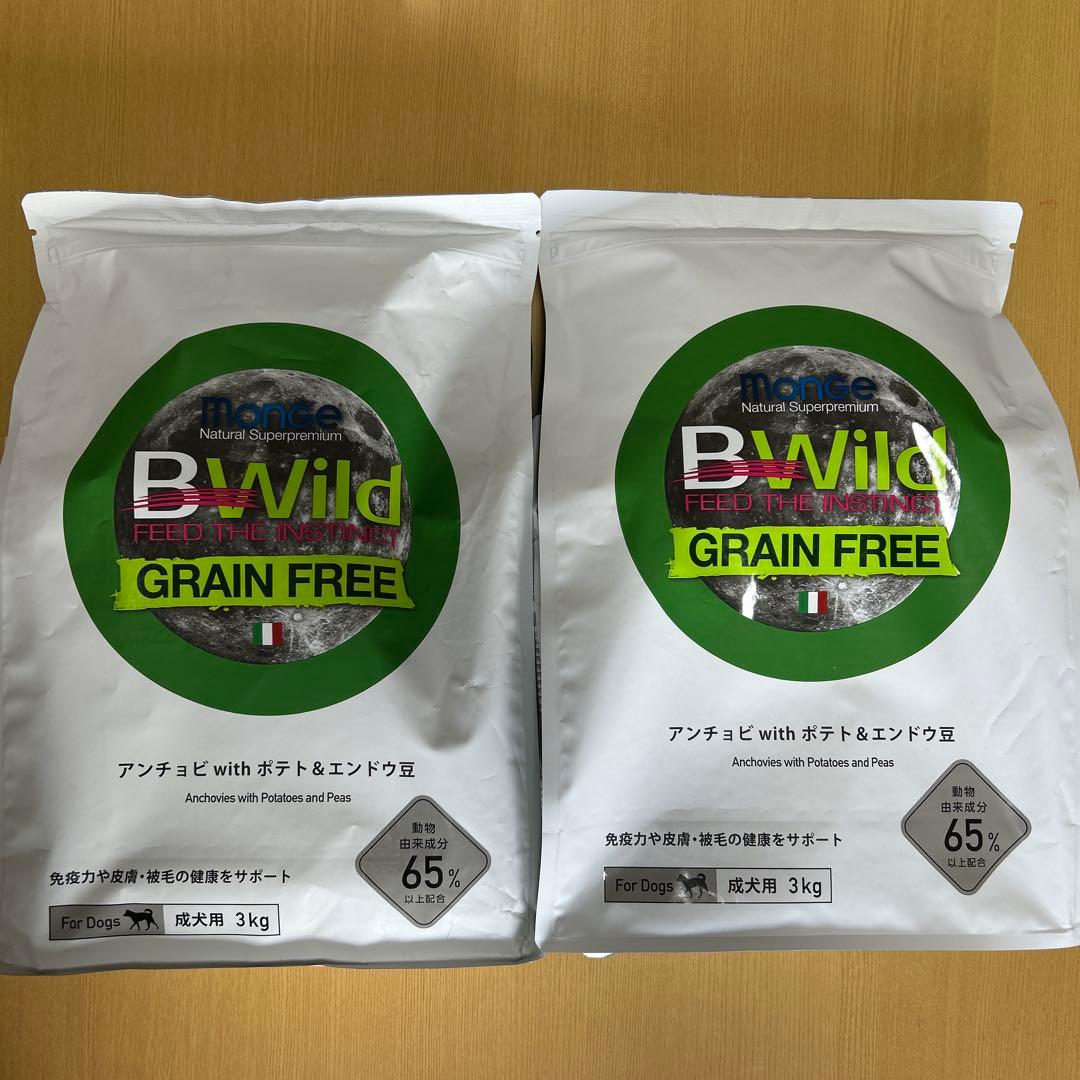 monGe
Natural Superpremium
BWild
FEED THE INSTINCT
GRAIN FREE
アンチョビ with ポテト＆エンドウ豆
Anchovies with Potatoes and Peas
動物
由来成分
65%
以上配合
免疫力や皮膚・被毛の健康をサポート
For Dogs 成犬用 3kg
monGe
Natural Superpremium
BWild
FEED THE INSTINCT
GRAIN FREE
アンチョビ with ポテト＆エンドウ豆
Anchovies with Potatoes and Peas
動物
由来成分
65%
以上配合
免疫力や皮膚・被毛の健康をサポート
For Dogs 成犬用 3kg